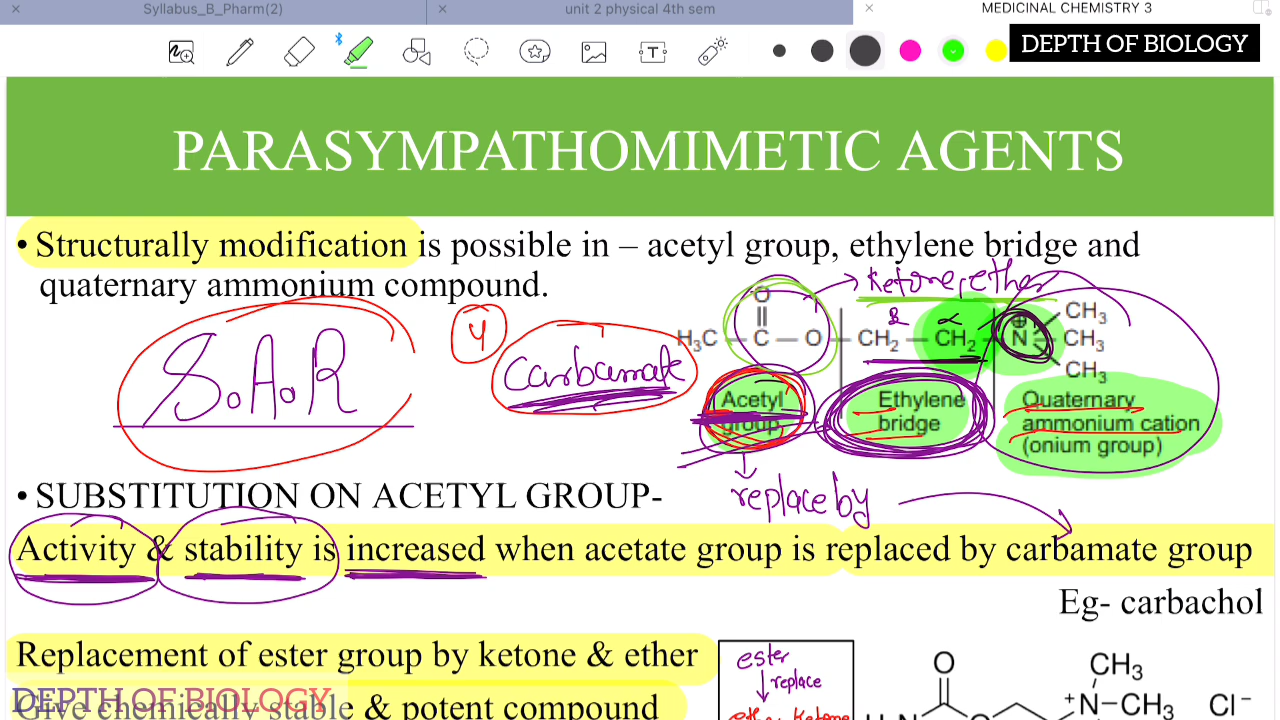 Syllabus_B_Pharm(2)
unit 2 physical 4th sem
MEDICINAL CHEMISTRY 3
DEPTH OF BIOLOGY
PARASYMPATHOMIMETIC AGENTS
• Structurally modification is possible in – acetyl group, ethylene bridge and
quaternary ammonium compound.
Ketone, ether
S.A.R
4
Carbamate
O
β α
H₃C — C — O — CH₂ — CH₂ — N — CH₃
⊕
CH₃
CH₃
Acetyl
group
Ethylene
bridge
Quaternary
ammonium cation
(onium group)
replace by
• SUBSTITUTION ON ACETYL GROUP-
Activity & stability is increased when acetate group is replaced by carbamate group
Eg- carbachol
Replacement of ester group by ketone & ether
Give chemically stable & potent compound
DEPTH OF BIOLOGY
ester
replace
O
CH₃
⁺N–CH₃ Cl⁻